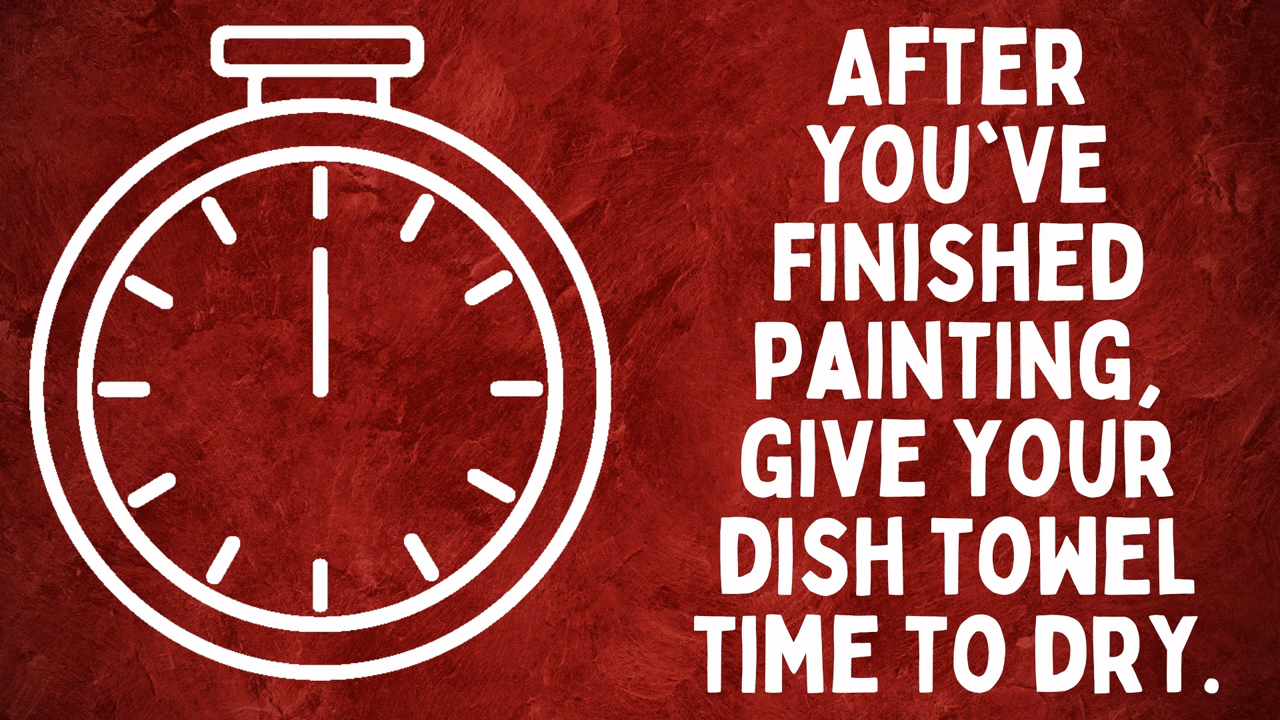 AFTER
YOU`VE
FINISHED
PAINTING,
GIVE YOUR
DISH TOWEL
TIME TO DRY.